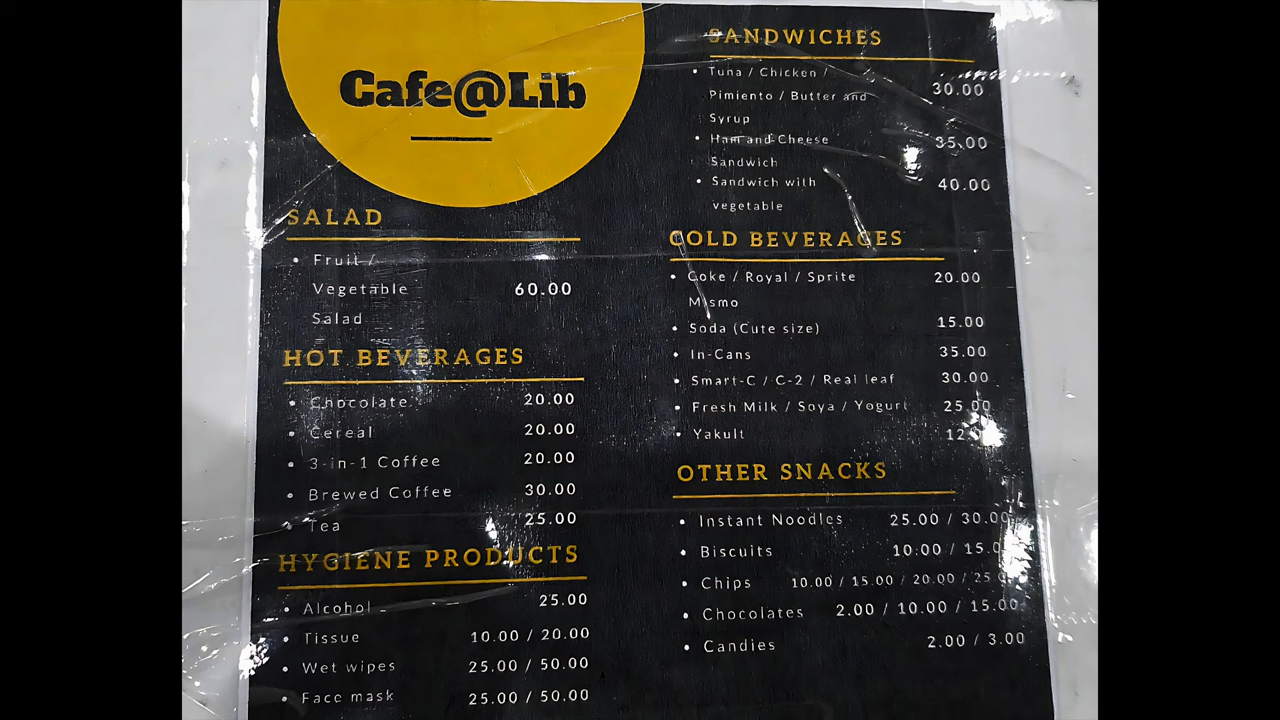 Cafe@Lib
SALAD
• Fruit /
Vegetable 60.00
Salad
HOT BEVERAGES
• Chocolate 20.00
• Cereal 20.00
• 3-in-1 Coffee 20.00
• Brewed Coffee 30.00
• Tea 25.00
HYGIENE PRODUCTS
• Alcohol 25.00
• Tissue 10.00 / 20.00
• Wet wipes 25.00 / 50.00
• Face mask 25.00 / 50.00
SANDWICHES
• Tuna / Chicken /
Pimiento / Butter and 30.00
Syrup
• Ham and Cheese 35.00
Sandwich
• Sandwich with 40.00
vegetable
COLD BEVERAGES
• Coke / Royal / Sprite 20.00
Mismo
• Soda (Cute size) 15.00
• In-Cans 35.00
• Smart-C / C-2 / Real leaf 30.00
• Fresh Milk / Soya / Yogurt 25.00
• Yakult
OTHER SNACKS
• Instant Noodles 25.00 / 30.00
• Biscuits 10.00 /
• Chips 10.00 / 15.00 / 20.00 /
• Chocolates 2.00 / 10.00 / 15.00
• Candies 2.00 / 3.00